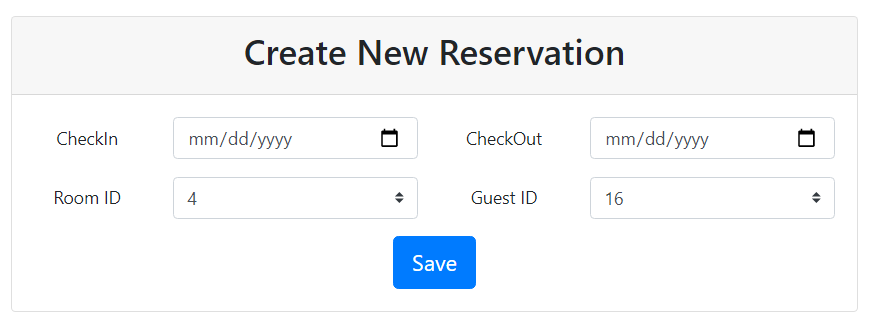 Create New Reservation
CheckIn mm/dd/yyyy CheckOut mm/dd/yyyy
Room ID 4 Guest ID 16
Save